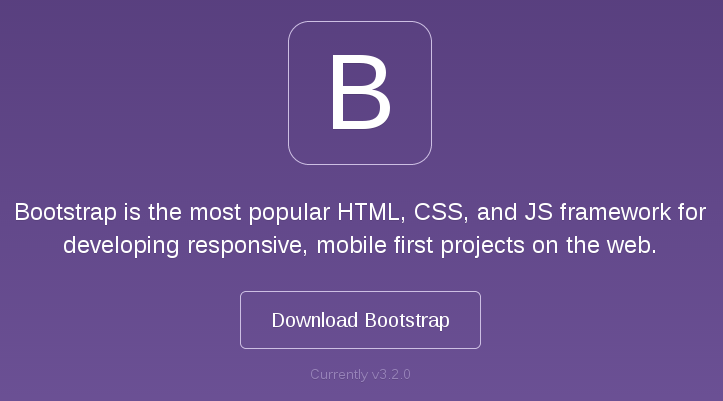 B
Bootstrap is the most popular HTML, CSS, and JS framework for
developing responsive, mobile first projects on the web.
Download Bootstrap
Currently v3.2.0